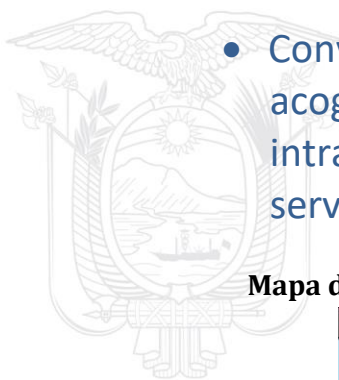 • Conv
acog
intra
serv
Mapa d